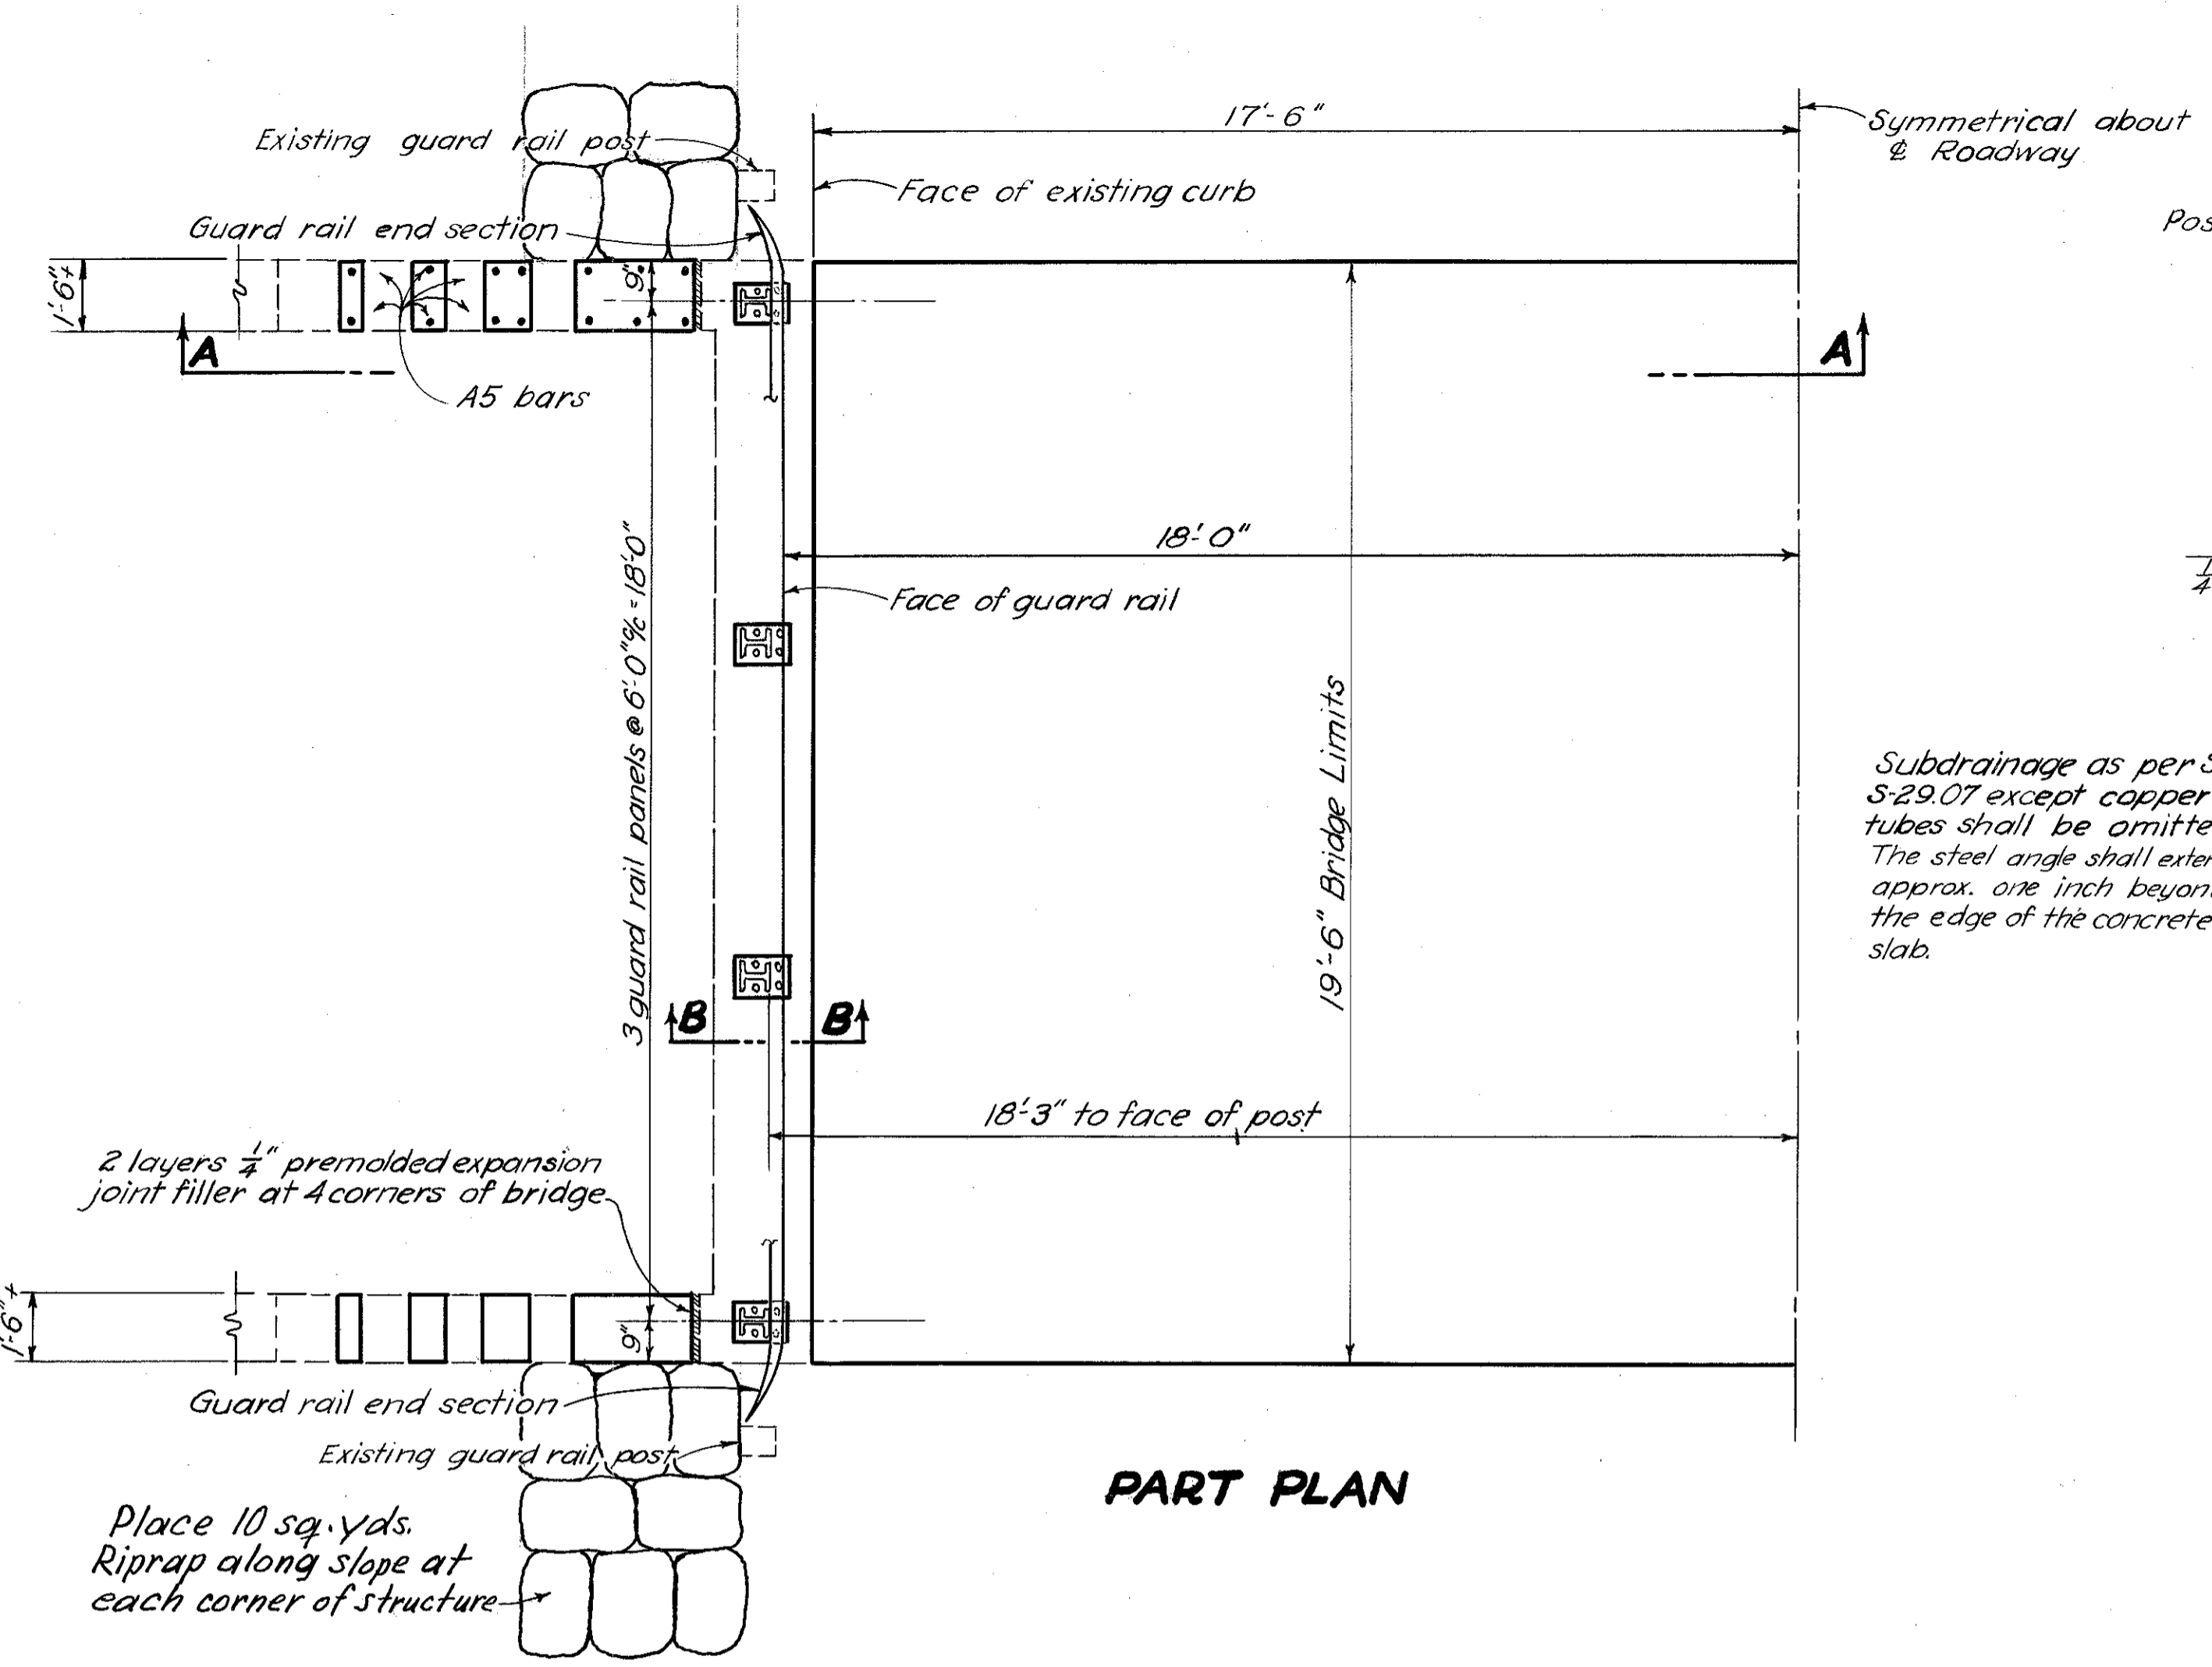 17'-6"
Symmetrical about
℄ Roadway
Existing guard rail post
Face of existing curb
Guard rail end section
1'-6"±
9"
A
A
A5 bars
3 guard rail panels @ 6'-0" c/c = 18'-0"
18'-0"
Face of guard rail
19'-6" Bridge Limits
Subdrainage as per
S-29.07 except copper
tubes shall be
The steel angle shall
approx. one inch
the edge of the concrete
slab.
1/4
B
B
18'-3" to face of post
2 layers 1/4" premolded expansion
joint filler at 4 corners of bridge
1'-6"±
9"
Guard rail end section
Existing guard rail post
PART PLAN
Place 10 sq. yds.
Riprap along slope at
each corner of structure